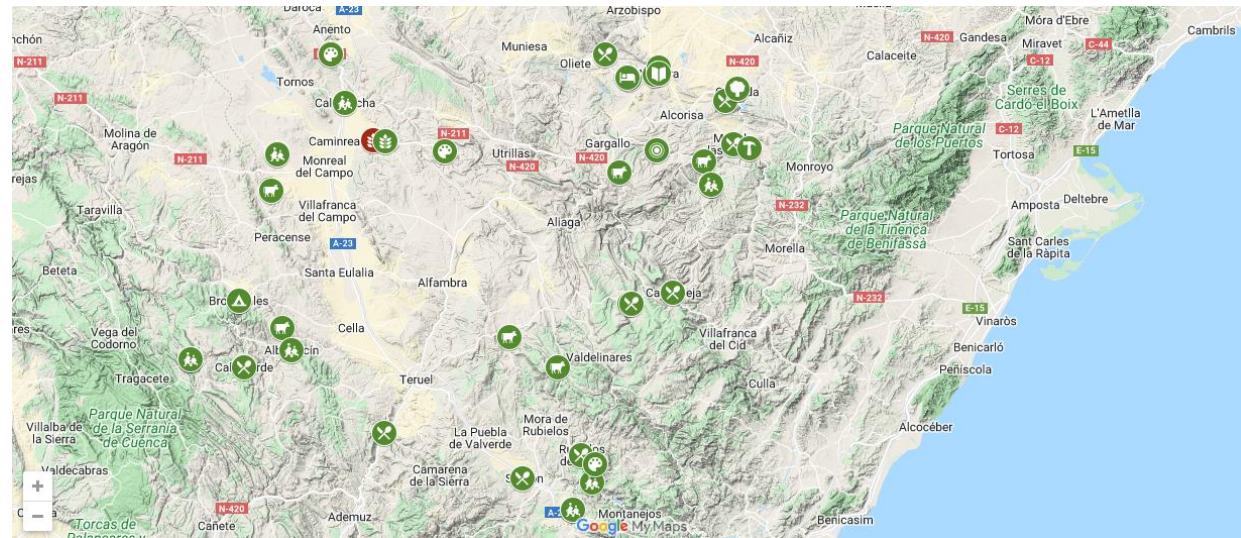 Daroca
A-23
Arzobispo
Móra d'Ebre
Cambrils
Anento
Muniesa
Alcañiz
N-420
Gandesa
Miravet
C-44
N-211
Oliete
Calaceite
C-12
Tornos
N-420
Serres de
Cardó-el Boix
N-211
Alcorisa
L'Ametlla
de Mar
Molina de
Aragón
Caminrea
N-211
Gargallo
Parque Natural
de los Puertos
C-12
N-211
Monreal
del Campo
Utrillas
N-420
N-420
Monroyo
Tortosa
E-15
Taravilla
Villafranca
del Campo
N-232
Amposta
Deltebre
Aliaga
Parque Natural
de la Tinença
de Benifassà
Peracense
A-23
Morella
Sant Carles
de la Ràpita
Beteta
Santa Eulalia
Alfambra
N-232
E-15
Vega del
Codorno
Cella
Villafranca
del Cid
Vinaròs
Valdelinares
Benicarló
Tragacete
Teruel
Culla
Peñíscola
Parque Natural
de la Serranía
de Cuenca
Mora de
Rubielos
Villalba de
la Sierra
La Puebla
de Valverde
Alcocéber
Valdecabras
Camarena
de la Sierra
N-420
Cañete
Ademuz
Montanejos
Benicasim
Torcas de
Google My Maps
+
−